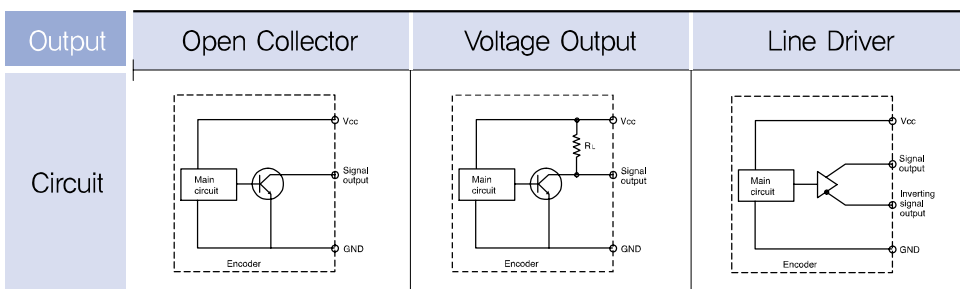 Output
Open Collector
Voltage Output
Line Driver
Circuit
Vcc
Main
circuit
Signal
output
GND
Encoder
Vcc
RL
Main
circuit
Signal
output
GND
Encoder
Vcc
Main
circuit
Signal
output
Inverting
signal
output
GND
Encoder